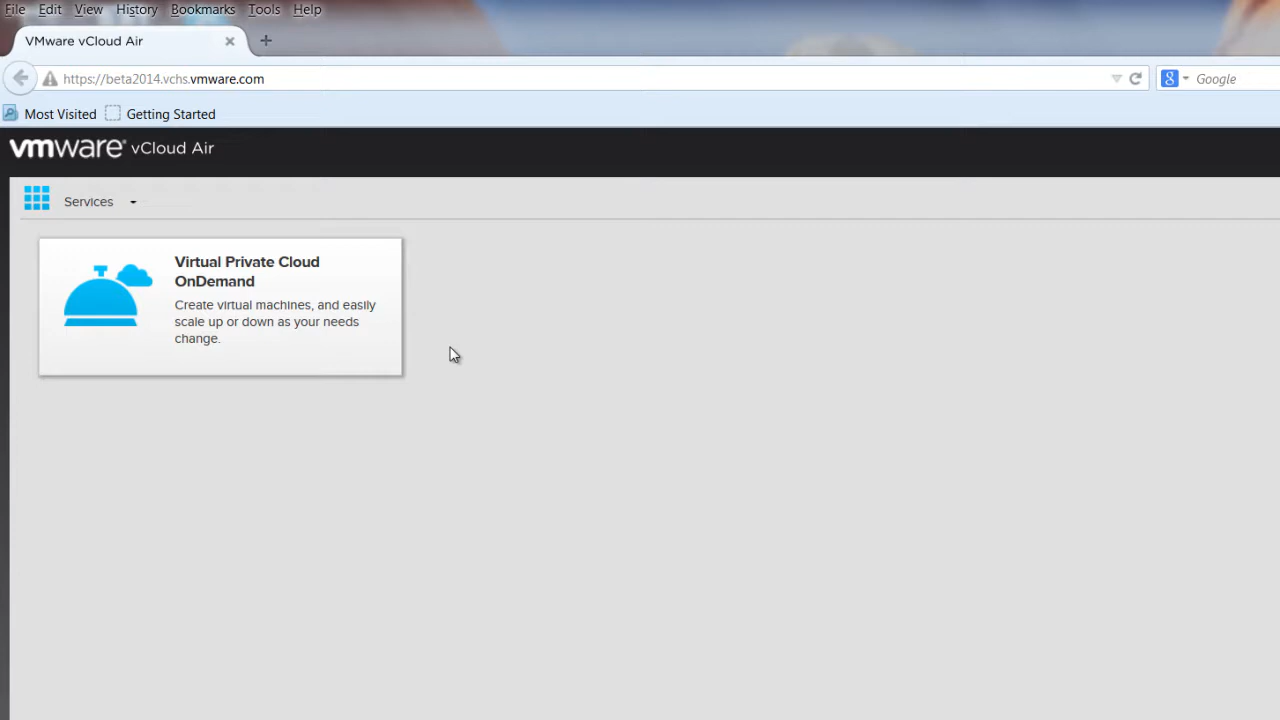 File Edit View History Bookmarks Tools Help
VMware vCloud Air
https://beta2014.vchs.vmware.com
Google
Most Visited Getting Started
vmware vCloud Air
Services
Virtual Private Cloud
OnDemand
Create virtual machines, and easily
scale up or down as your needs
change.